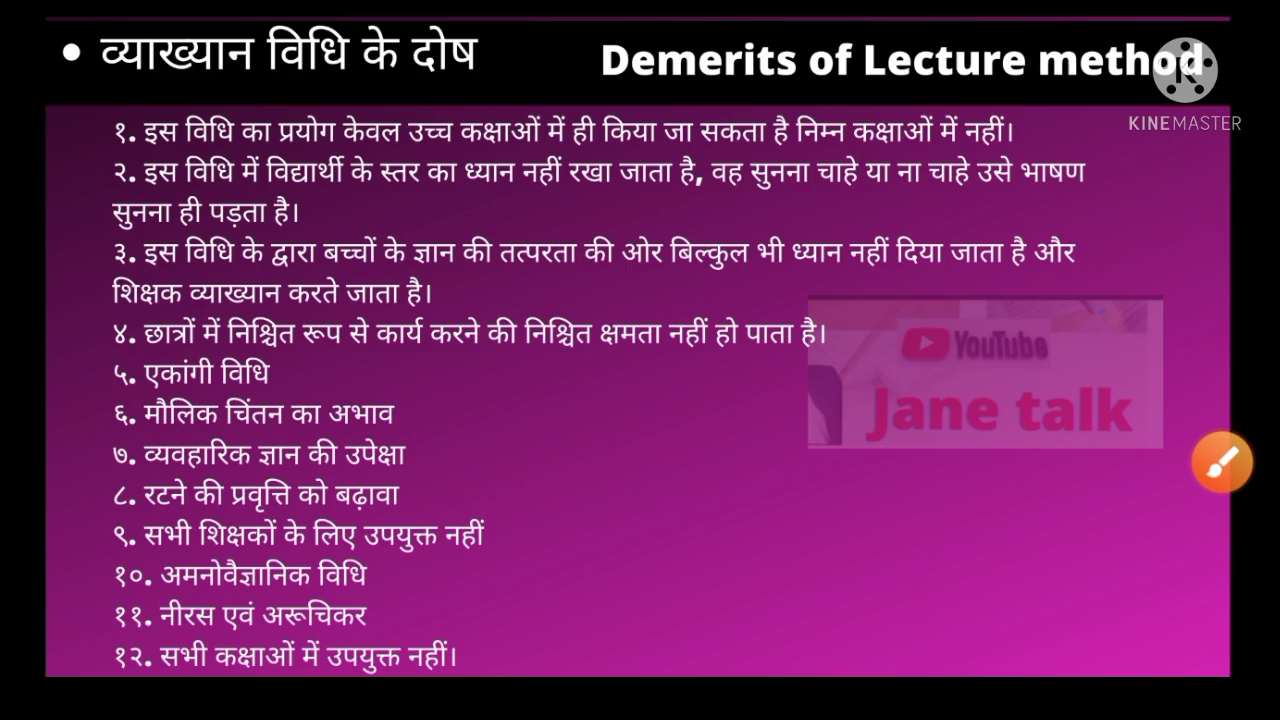 • व्याख्यान विधि के दोष
Demerits of Lecture method
K
KINEMASTER
१. इस विधि का प्रयोग केवल उच्च कक्षाओं में ही किया जा सकता है निम्न कक्षाओं में नहीं।
२. इस विधि में विद्यार्थी के स्तर का ध्यान नहीं रखा जाता है, वह सुनना चाहे या ना चाहे उसे भाषण
सुनना ही पड़ता है।
३. इस विधि के द्वारा बच्चों के ज्ञान की तत्परता की ओर बिल्कुल भी ध्यान नहीं दिया जाता है और
शिक्षक व्याख्यान करते जाता है।
४. छात्रों में निश्चित रूप से कार्य करने की निश्चित क्षमता नहीं हो पाता है।
YouTube
Jane talk
५. एकांगी विधि
६. मौलिक चिंतन का अभाव
७. व्यवहारिक ज्ञान की उपेक्षा
८. रटने की प्रवृत्ति को बढ़ावा
९. सभी शिक्षकों के लिए उपयुक्त नहीं
१०. अमनोवैज्ञानिक विधि
११. नीरस एवं अरूचिकर
१२. सभी कक्षाओं में उपयुक्त नहीं।